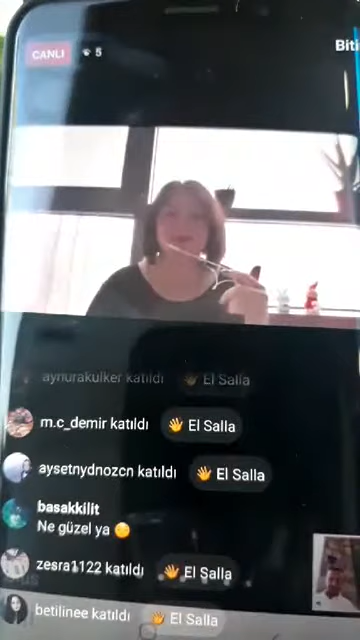 CANLI 5
Biti
aynurakulker katıldı El Salla
m.c_demir katıldı El Salla
aysetnydnozcn katıldı El Salla
basakkilit
Ne güzel ya
zesra1122 katıldı El Salla
betilinee katıldı El Salla